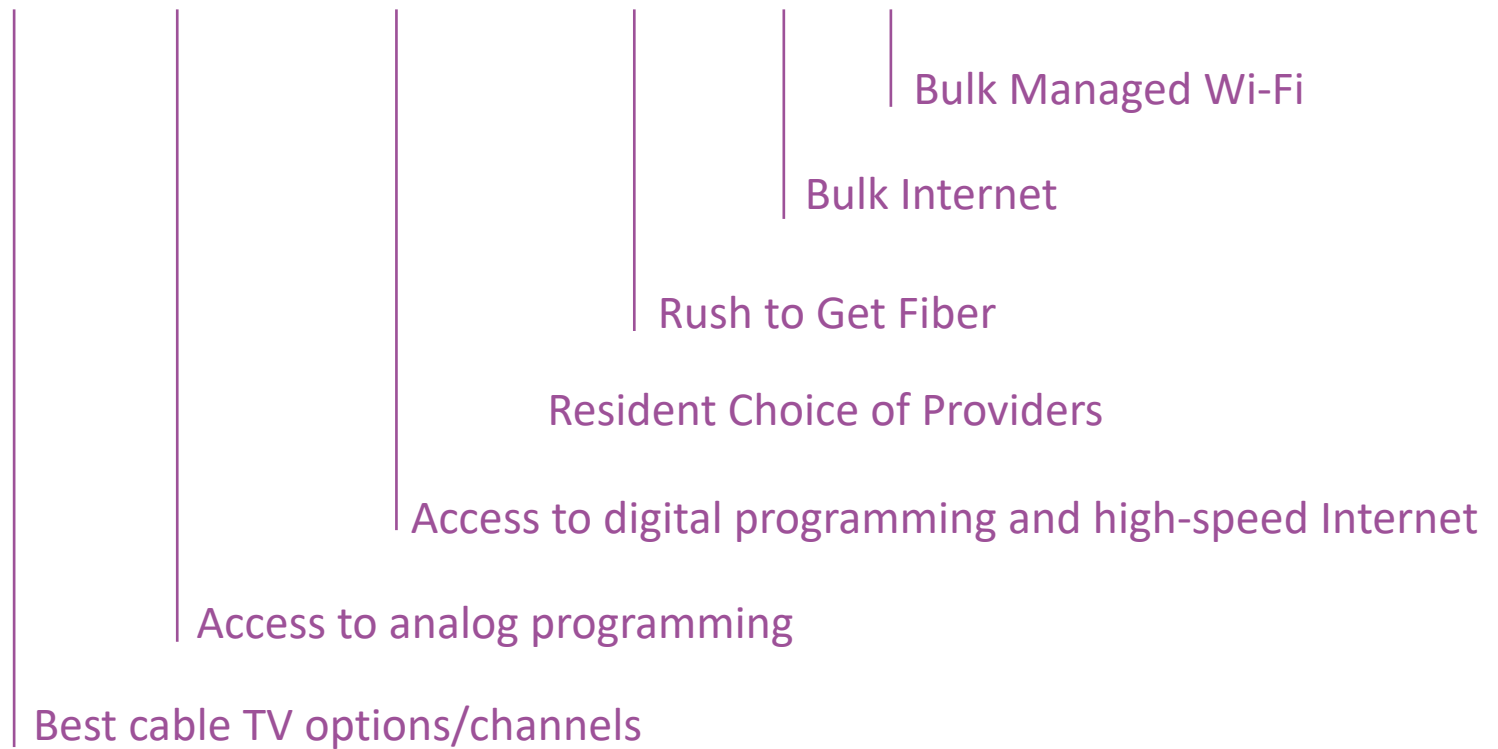 Bulk Managed Wi-Fi
Bulk Internet
Rush to Get Fiber
Resident Choice of Providers
Access to digital programming and high-speed Internet
Access to analog programming
Best cable TV options/channels